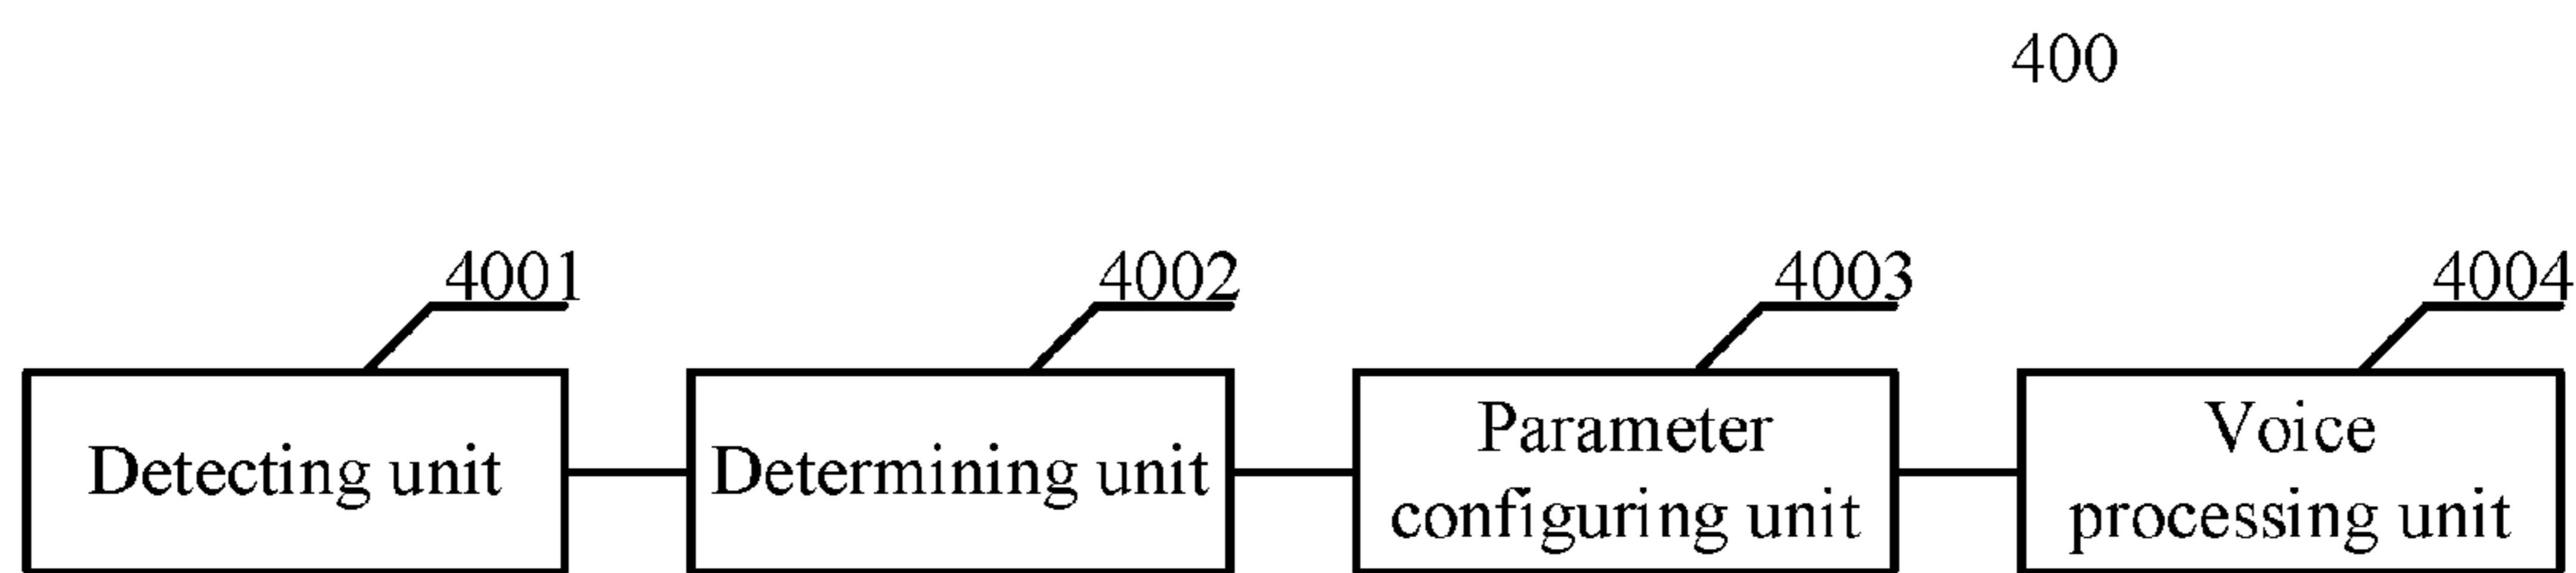 400
4001
4002
4003
4004
Detecting unit
Determining unit
Parameter
configuring unit
Voice
processing unit